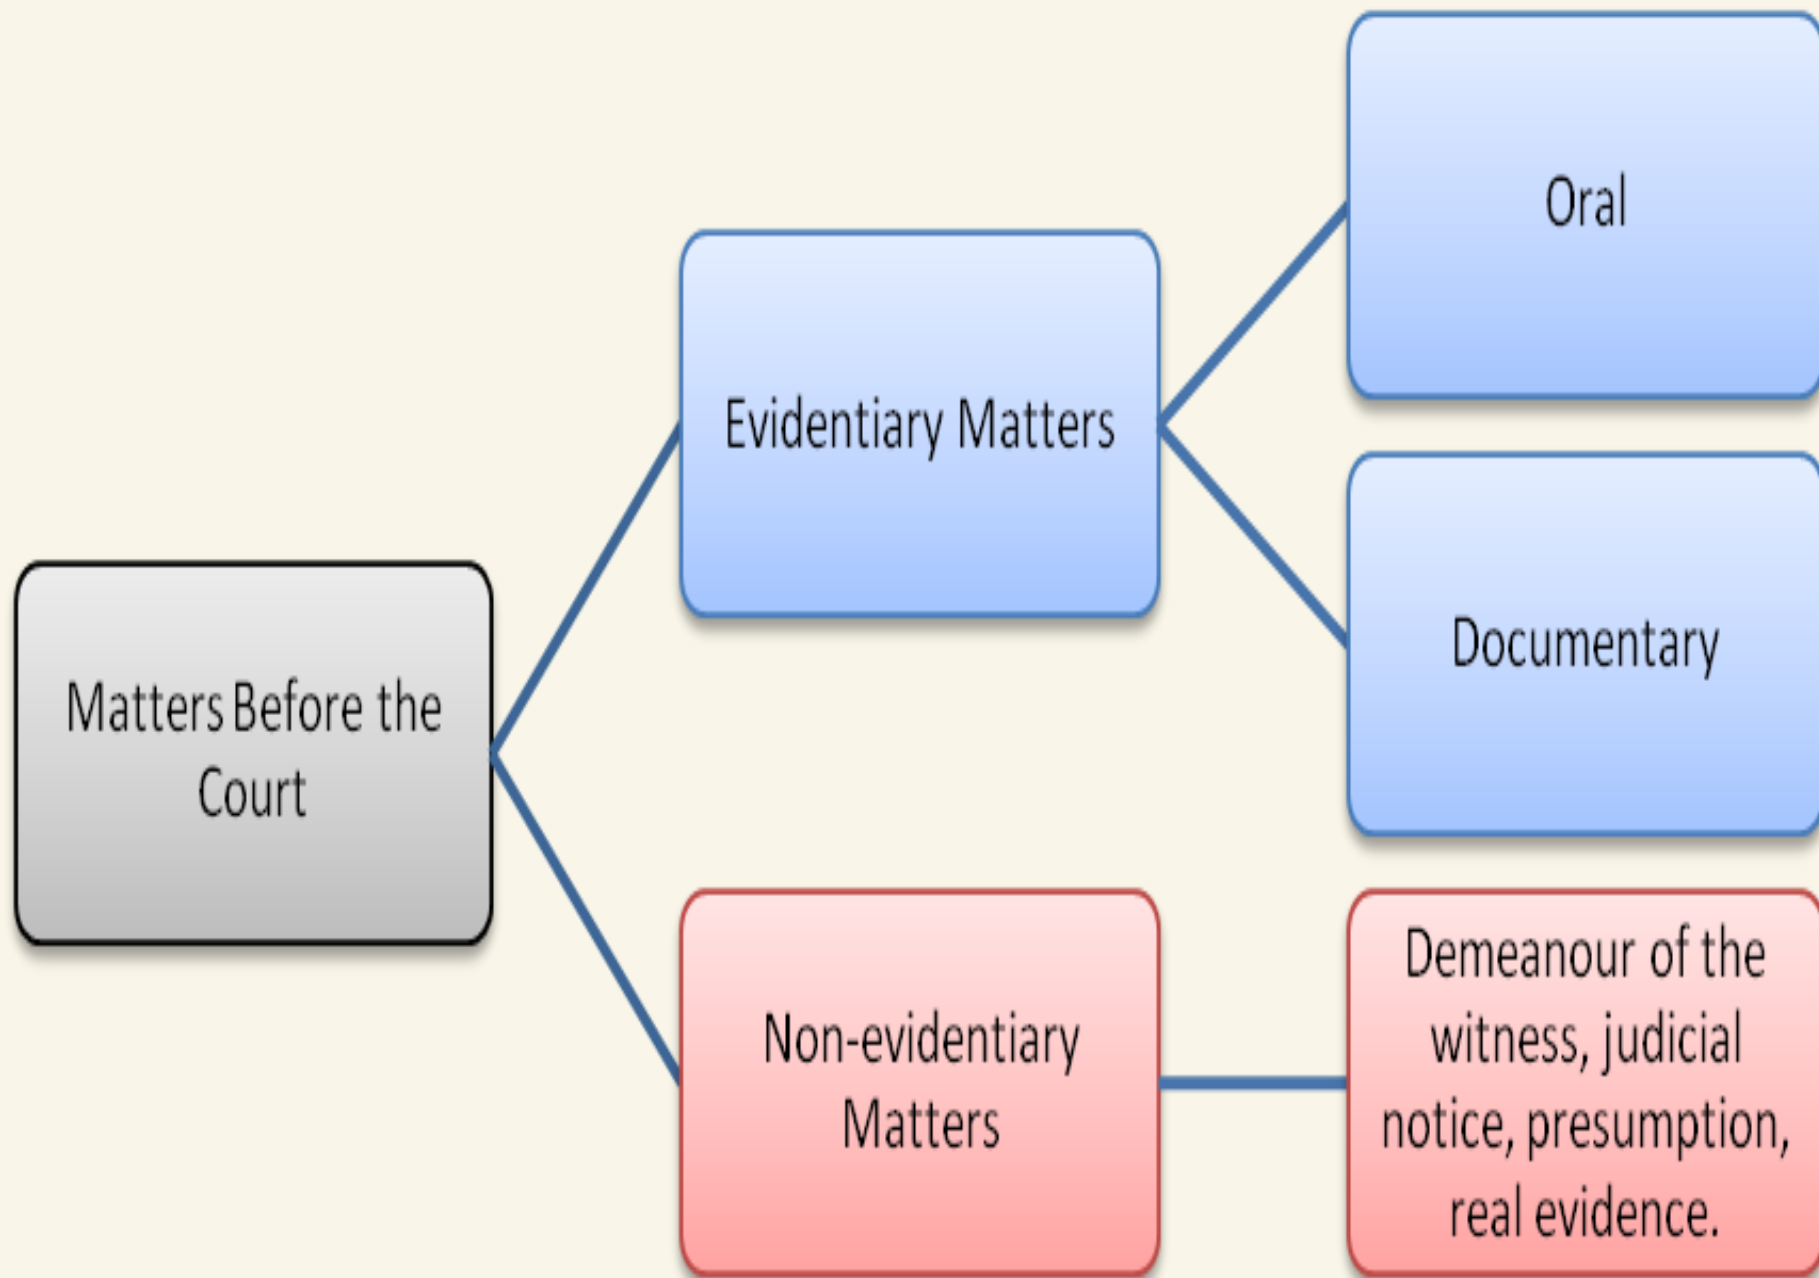 Matters Before the
Court
Evidentiary Matters
Oral
Documentary
Non-evidentiary
Matters
Demeanour of the
witness, judicial
notice, presumption,
real evidence.